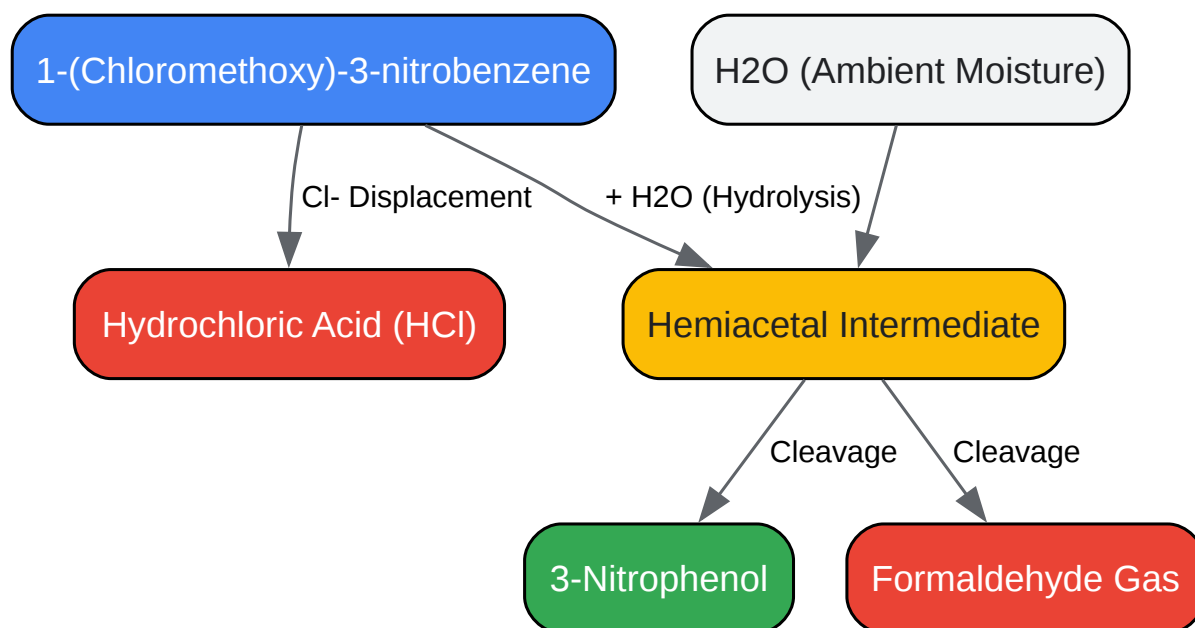 1-(Chloromethoxy)-3-nitrobenzene
H2O (Ambient Moisture)
Cl- Displacement
+ H2O (Hydrolysis)
Hydrochloric Acid (HCl)
Hemiacetal Intermediate
Cleavage
Cleavage
3-Nitrophenol
Formaldehyde Gas